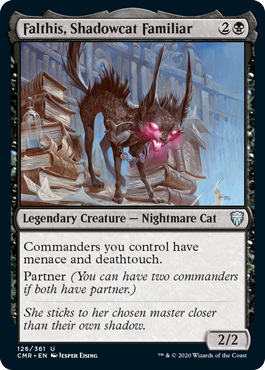 Falthis, Shadowcat Familiar 2
Legendary Creature — Nightmare Cat
Commanders you control have
menace and deathtouch.
Partner (You can have two commanders
if both have partner.)
She sticks to her chosen master closer
than their own shadow.
2/2
126/361 U
CMR • EN Jesper Ejsing ™ & © 2020 Wizards of the Coast